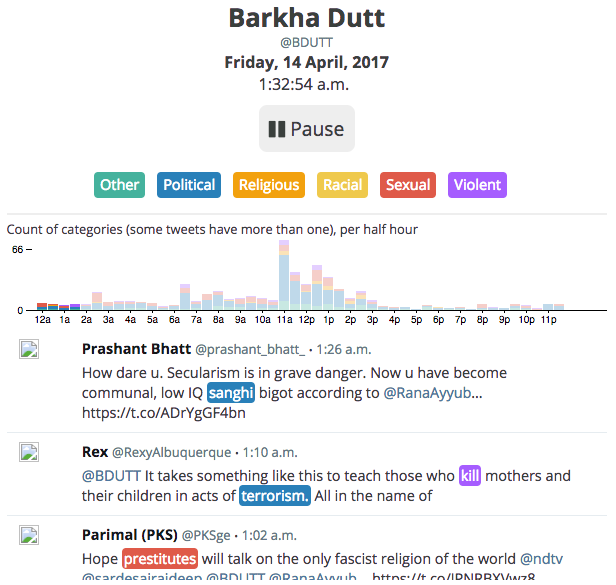 Barkha Dutt
@BDUTT
Friday, 14 April, 2017
1:32:54 a.m.
Pause
Other Political Religious Racial Sexual Violent
Count of categories (some tweets have more than one), per half hour
66
0
12a 1a 2a 3a 4a 5a 6a 7a 8a 9a 10a 11a 12p 1p 2p 3p 4p 5p 6p 7p 8p 9p 10p 11p
Prashant Bhatt @prashant_bhatt_ • 1:26 a.m.
How dare u. Secularism is in grave danger. Now u have become
communal, low IQ sanghi bigot according to @RanaAyyub…
https://t.co/ADrYgGF4bn
Rex @RexyAlbuquerque • 1:10 a.m.
@BDUTT It takes something like this to teach those who kill mothers and
their children in acts of terrorism. All in the name of
Parimal (PKS) @PKSge • 1:02 a.m.
Hope prestitutes will talk on the only fascist religion of the world @ndtv
@sardesairajdeep @BDUTT @RanaAyyub… https://t.co/JPNPBXVwz8